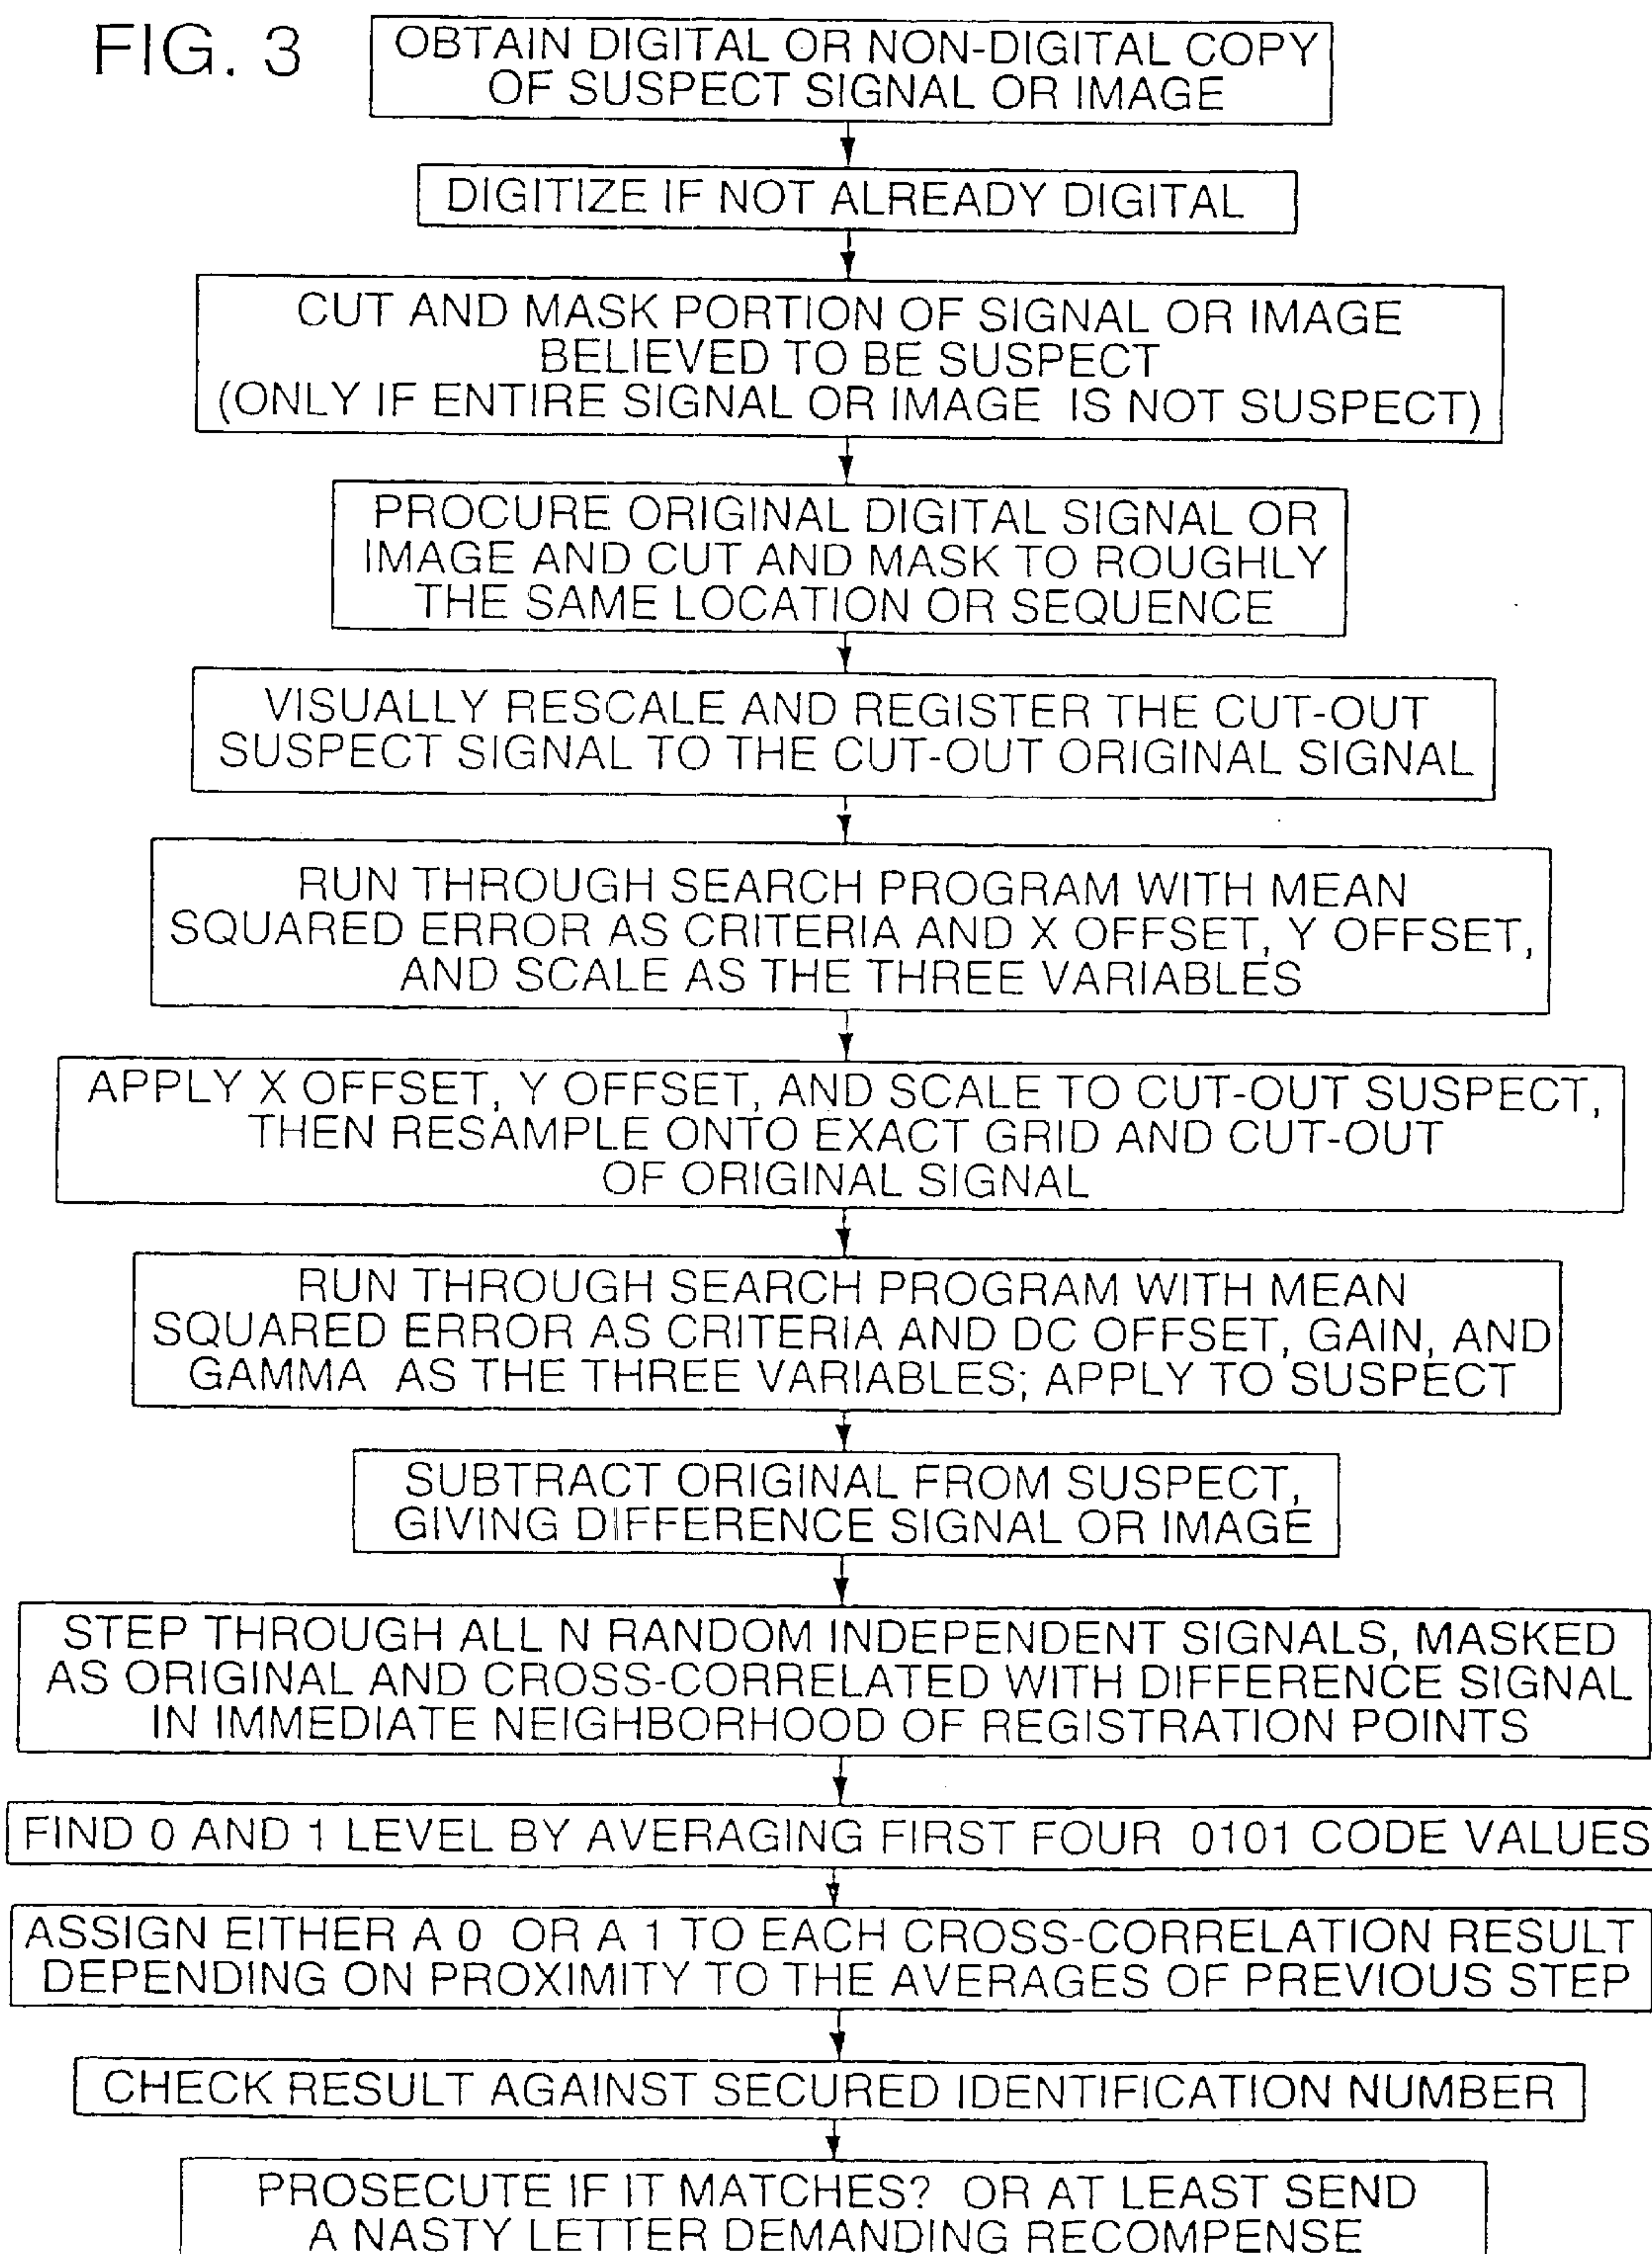 FIG. 3
OBTAIN DIGITAL OR NON-DIGITAL COPY
OF SUSPECT SIGNAL OR IMAGE
DIGITIZE IF NOT ALREADY DIGITAL
CUT AND MASK PORTION OF SIGNAL OR IMAGE
BELIEVED TO BE SUSPECT
(ONLY IF ENTIRE SIGNAL OR IMAGE IS NOT SUSPECT)
PROCURE ORIGINAL DIGITAL SIGNAL OR
IMAGE AND CUT AND MASK TO ROUGHLY
THE SAME LOCATION OR SEQUENCE
VISUALLY RESCALE AND REGISTER THE CUT-OUT
SUSPECT SIGNAL TO THE CUT-OUT ORIGINAL SIGNAL
RUN THROUGH SEARCH PROGRAM WITH MEAN
SQUARED ERROR AS CRITERIA AND X OFFSET, Y OFFSET,
AND SCALE AS THE THREE VARIABLES
APPLY X OFFSET, Y OFFSET, AND SCALE TO CUT-OUT SUSPECT,
THEN RESAMPLE ONTO EXACT GRID AND CUT-OUT
OF ORIGINAL SIGNAL
RUN THROUGH SEARCH PROGRAM WITH MEAN
SQUARED ERROR AS CRITERIA AND DC OFFSET, GAIN, AND
GAMMA AS THE THREE VARIABLES; APPLY TO SUSPECT
SUBTRACT ORIGINAL FROM SUSPECT,
GIVING DIFFERENCE SIGNAL OR IMAGE
STEP THROUGH ALL N RANDOM INDEPENDENT SIGNALS, MASKED
AS ORIGINAL AND CROSS-CORRELATED WITH DIFFERENCE SIGNAL
IN IMMEDIATE NEIGHBORHOOD OF REGISTRATION POINTS
FIND 0 AND 1 LEVEL BY AVERAGING FIRST FOUR 0101 CODE VALUES
ASSIGN EITHER A 0 OR A 1 TO EACH CROSS-CORRELATION RESULT
DEPENDING ON PROXIMITY TO THE AVERAGES OF PREVIOUS STEP
CHECK RESULT AGAINST SECURED IDENTIFICATION NUMBER
PROSECUTE IF IT MATCHES? OR AT LEAST SEND
A NASTY LETTER DEMANDING RECOMPENSE